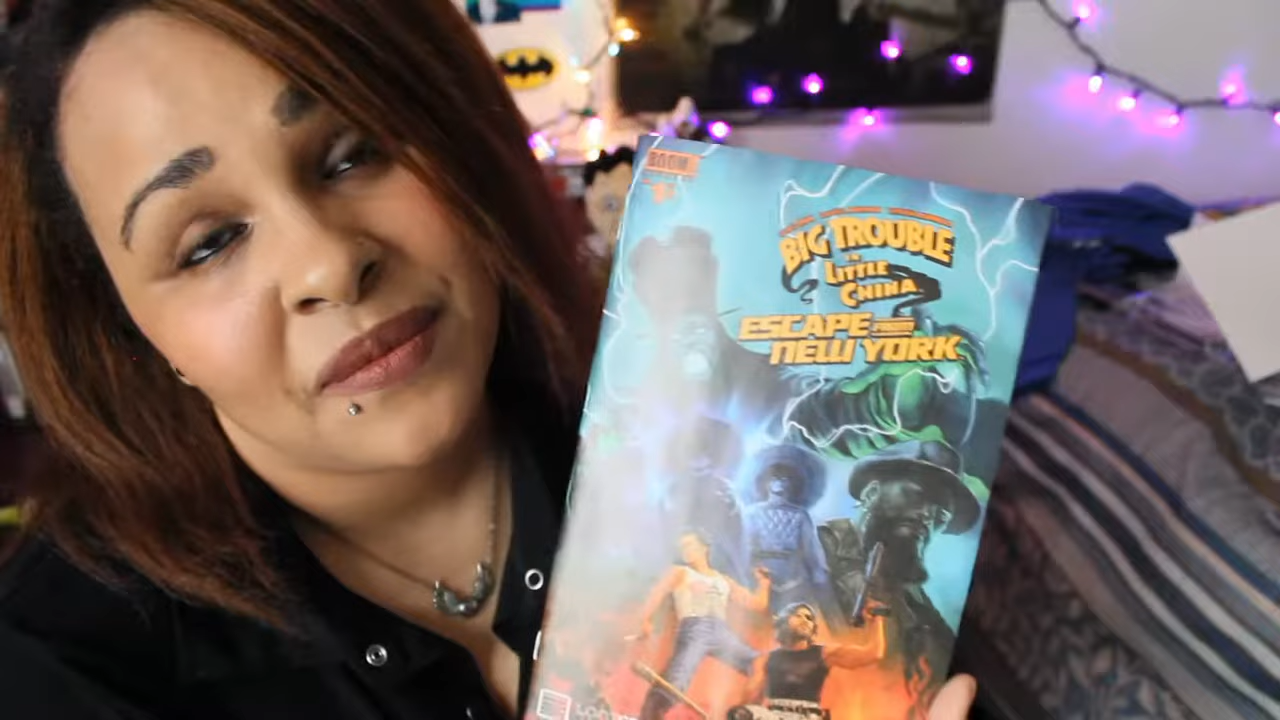 BOOM!
BIG TROUBLE
IN
LITTLE
CHINA
ESCAPE FROM
NEW YORK